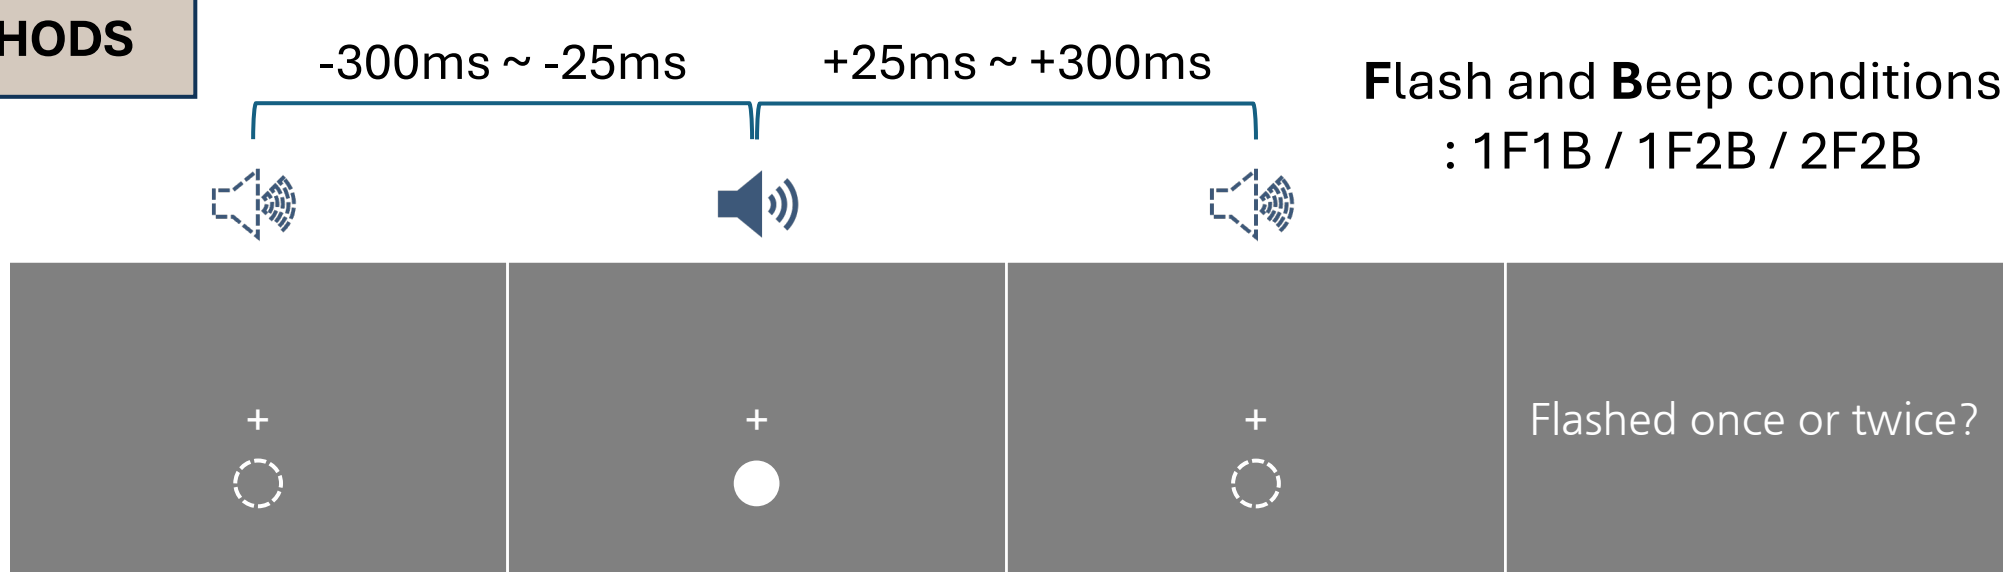 HODS
-300ms ~ -25ms
+25ms ~ +300ms
Flash and Beep conditions
: 1F1B / 1F2B / 2F2B
+
+
+
Flashed once or twice?